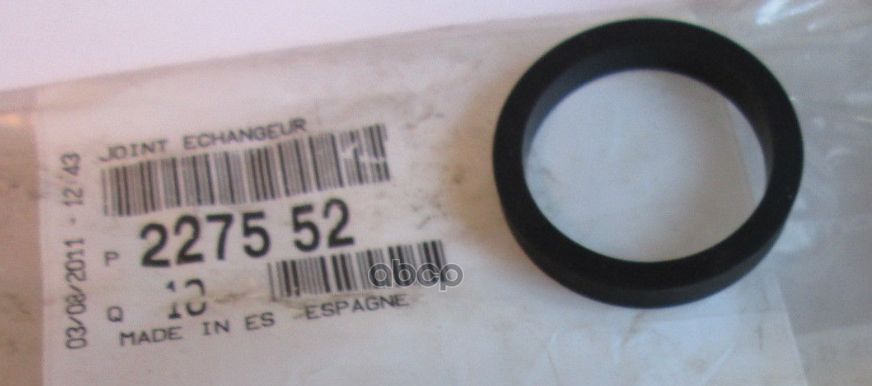 JOINT ECHANGEUR
P 2275 52
Q 10
MADE IN ES ESPAGNE
03/08/2011 - 12:43
abcp